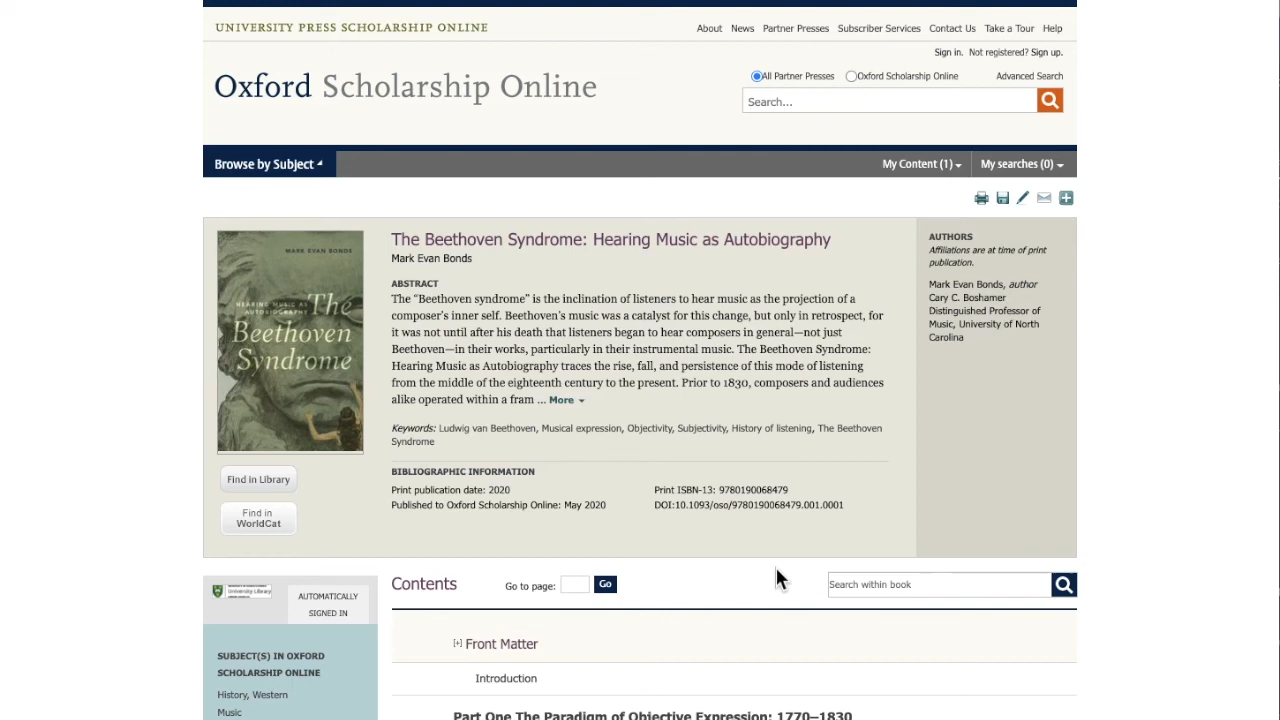 UNIVERSITY PRESS SCHOLARSHIP ONLINE
About News Partner Presses Subscriber Services Contact Us Take a Tour Help
Sign in. Not registered? Sign up.
Oxford Scholarship Online
All Partner Presses Oxford Scholarship Online Advanced Search
Search...
Browse by Subject
My Content (1) My searches (0)
MARK EVAN BONDS
HEARING MUSIC AS
AUTOBIOGRAPHY
The
Beethoven
Syndrome
Find in Library
Find in
WorldCat
The Beethoven Syndrome: Hearing Music as Autobiography
Mark Evan Bonds
ABSTRACT
The “Beethoven syndrome” is the inclination of listeners to hear music as the projection of a
composer’s inner self. Beethoven’s music was a catalyst for this change, but only in retrospect, for
it was not until after his death that listeners began to hear composers in general—not just
Beethoven—in their works, particularly in their instrumental music. The Beethoven Syndrome:
Hearing Music as Autobiography traces the rise, fall, and persistence of this mode of listening
from the middle of the eighteenth century to the present. Prior to 1830, composers and audiences
alike operated within a fram ... More
Keywords: Ludwig van Beethoven, Musical expression, Objectivity, Subjectivity, History of listening, The Beethoven
Syndrome
BIBLIOGRAPHIC INFORMATION
Print publication date: 2020 Print ISBN-13: 9780190068479
Published to Oxford Scholarship Online: May 2020 DOI:10.1093/oso/9780190068479.001.0001
AUTHORS
Affiliations are at time of print
publication.
Mark Evan Bonds, author
Cary C. Boshamer
Distinguished Professor of
Music, University of North
Carolina
University Library
AUTOMATICALLY
SIGNED IN
SUBJECT(S) IN OXFORD
SCHOLARSHIP ONLINE
History, Western
Music
Contents Go to page: Go Search within book
[+] Front Matter
Introduction
Part One The Paradigm of Objective Expression: 1770–1830